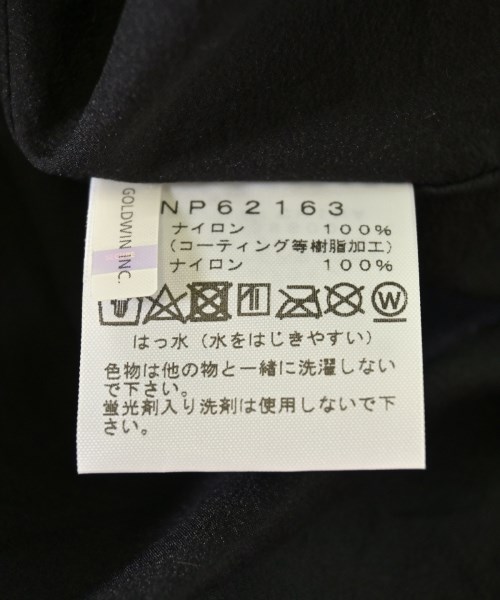 GOLDWIN INC.
NP62163
ナイロン 100%
(コーティング等樹脂加工)
ナイロン 100%
W
はっ水(水をはじきやすい)
色物は他の物と一緒に洗濯しない
で下さい。
蛍光剤入り洗剤は使用しないで下
さい。